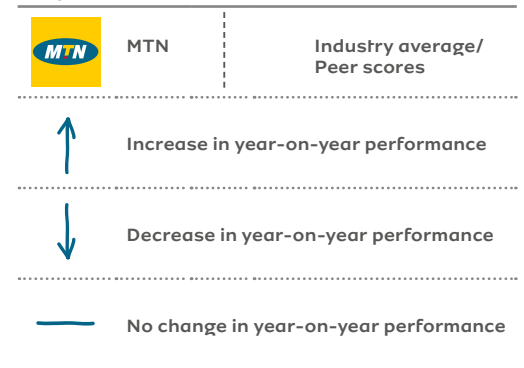 MTN
MTN
Industry average/
Peer scores
Increase in year-on-year performance
Decrease in year-on-year performance
No change in year-on-year performance